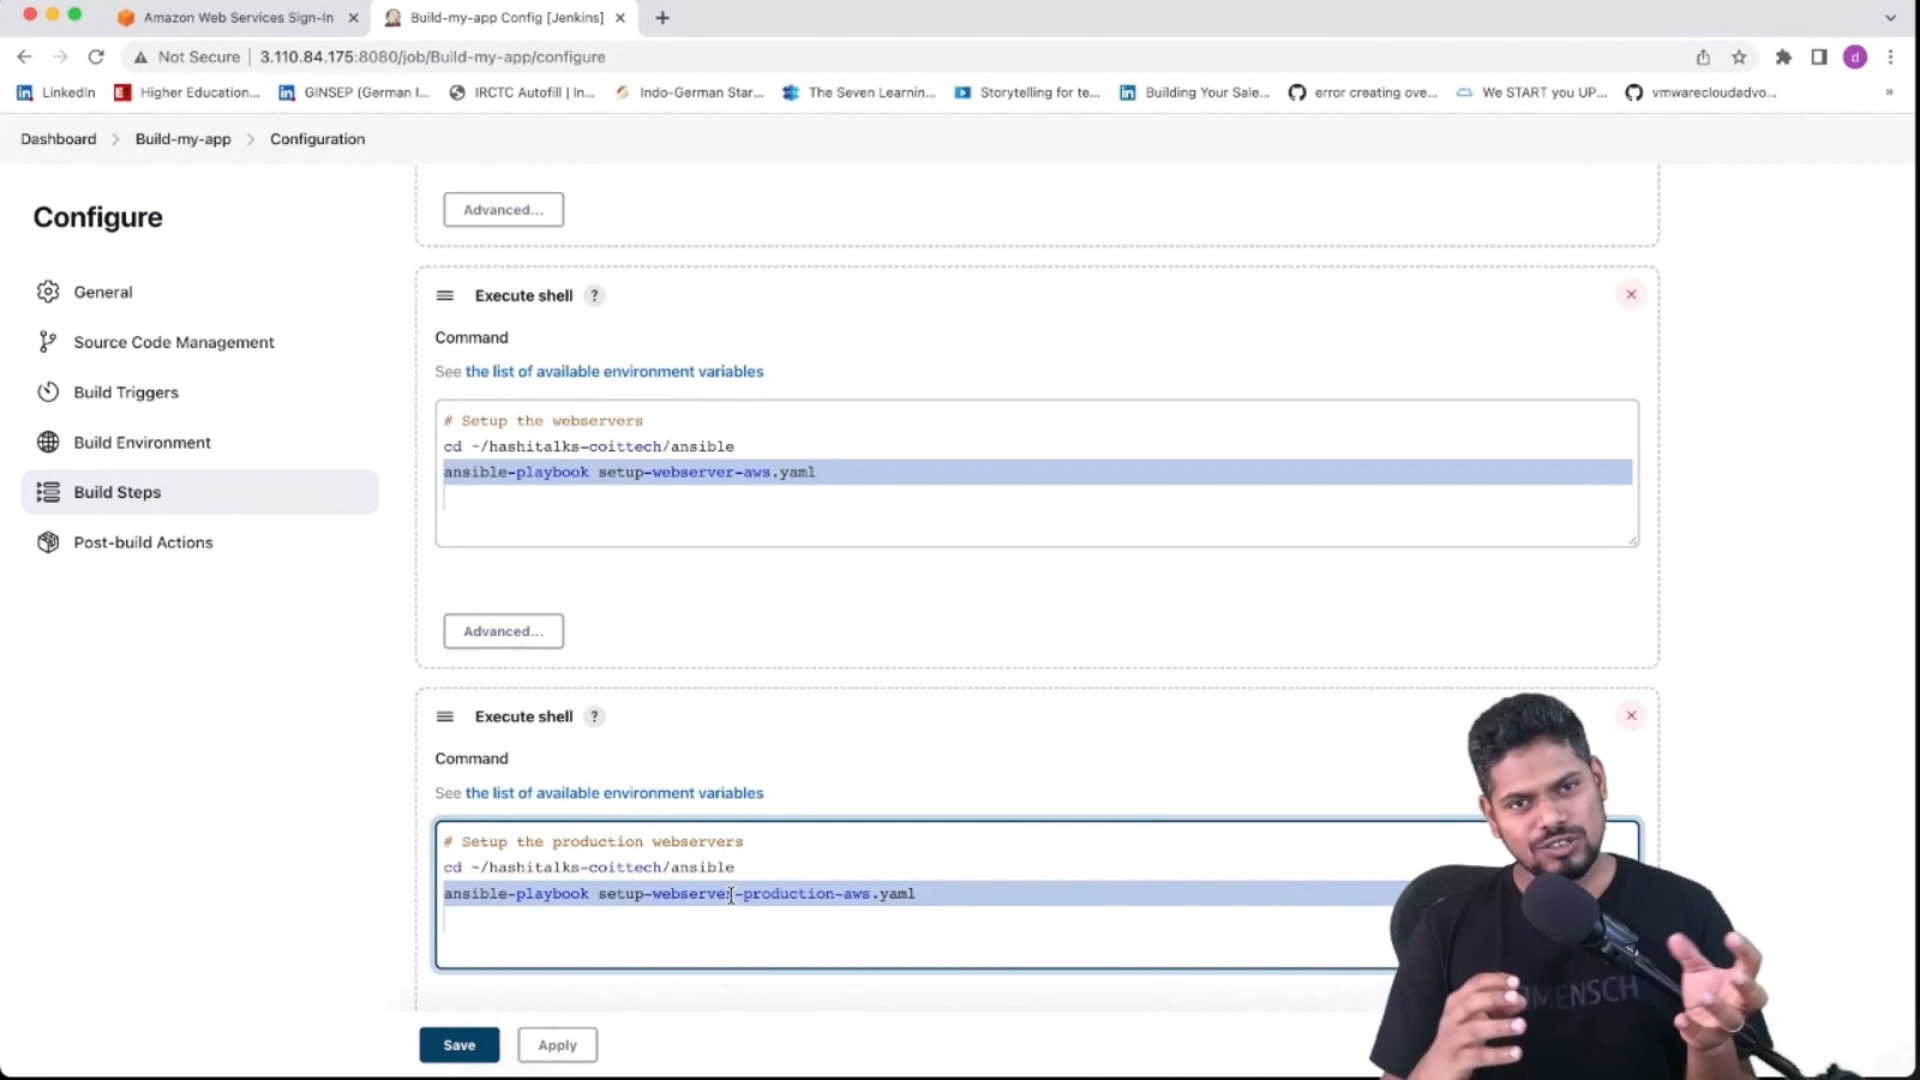 Amazon Web Services Sign-In
Build-my-app Config [Jenkins]
Not Secure
3.110.84.175:8080/job/Build-my-app/configure
d
LinkedIn
Higher Education...
GINSEP (German I...
IRCTC Autofill | In...
Indo-German Star...
The Seven Learnin...
Storytelling for te...
Building Your Sale...
error creating ove...
We START you UP...
vmwarecloudadvo...
»
Dashboard > Build-my-app > Configuration
Configure
General
Source Code Management
Build Triggers
Build Environment
Build Steps
Post-build Actions
Advanced...
Execute shell ?
Command
See the list of available environment variables
# Setup the webservers
cd ~/hashitalks-coittech/ansible
ansible-playbook setup-webserver-aws.yaml
Advanced...
Execute shell ?
Command
See the list of available environment variables
# Setup the production webservers
cd ~/hashitalks-coittech/ansible
ansible-playbook setup-webserver-production-aws.yaml
Save
Apply